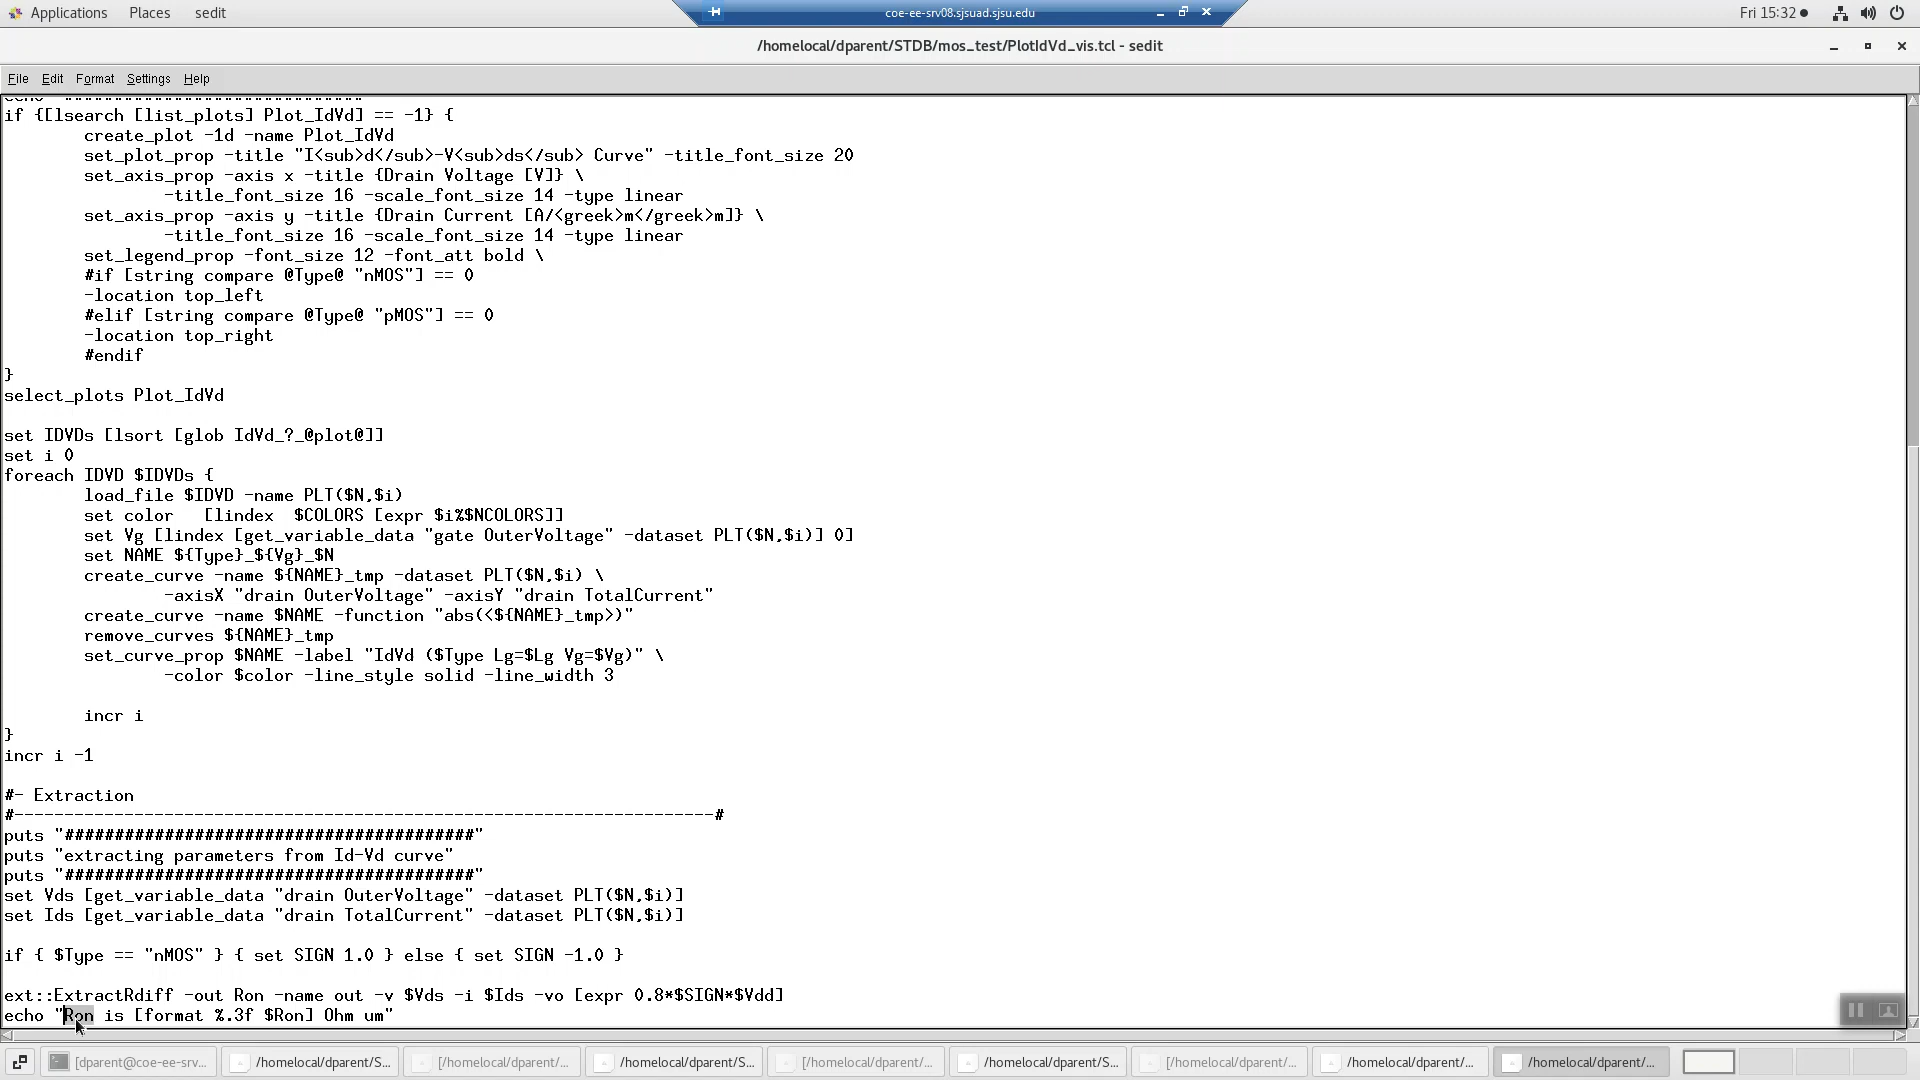 Applications Places sedit
coe-ee-srv08.sjsuad.sjsu.edu
Fri 15:32
/homelocal/dparent/STDB/mos_test/PlotIdVd_vis.tcl - sedit
File Edit Format Settings Help
if {[lsearch [list_plots] Plot_IdVd] == -1} {
create_plot -1d -name Plot_IdVd
set_plot_prop -title "I<sub>d</sub>-V<sub>ds</sub> Curve" -title_font_size 20
set_axis_prop -axis x -title {Drain Voltage [V]} \
-title_font_size 16 -scale_font_size 14 -type linear
set_axis_prop -axis y -title {Drain Current [A/<greek>m</greek>m]} \
-title_font_size 16 -scale_font_size 14 -type linear
set_legend_prop -font_size 12 -font_att bold \
#if [string compare @Type@ "nMOS"] == 0
-location top_left
#elif [string compare @Type@ "pMOS"] == 0
-location top_right
#endif
}
select_plots Plot_IdVd
set IDVDs [lsort [glob IdVd_?_@plot@]]
set i 0
foreach IDVD $IDVDs {
load_file $IDVD -name PLT($N,$i)
set color [lindex $COLORS [expr $i%$NCOLORS]]
set Vg [lindex [get_variable_data "gate OuterVoltage" -dataset PLT($N,$i)] 0]
set NAME ${Type}_${Vg}_$N
create_curve -name ${NAME}_tmp -dataset PLT($N,$i) \
-axisX "drain OuterVoltage" -axisY "drain TotalCurrent"
create_curve -name $NAME -function "abs(<${NAME}_tmp>)"
remove_curves ${NAME}_tmp
set_curve_prop $NAME -label "IdVd ($Type Lg=$Lg Vg=$Vg)" \
-color $color -line_style solid -line_width 3
incr i
}
incr i -1
#- Extraction
#----------------------------------------------------------------------#
puts "#########################################"
puts "extracting parameters from Id-Vd curve"
puts "#########################################"
set Vds [get_variable_data "drain OuterVoltage" -dataset PLT($N,$i)]
set Ids [get_variable_data "drain TotalCurrent" -dataset PLT($N,$i)]
if { $Type == "nMOS" } { set SIGN 1.0 } else { set SIGN -1.0 }
ext::ExtractRdiff -out Ron -name out -v $Vds -i $Ids -vo [expr 0.8*$SIGN*$Vdd]
echo "Ron is [format %.3f $Ron] Ohm um"
[dparent@coe-ee-srv... /homelocal/dparent/S... [/homelocal/dparent/... /homelocal/dparent/S... [/homelocal/dparent/... /homelocal/dparent/S... [/homelocal/dparent/... /homelocal/dparent/... /homelocal/dparent/...